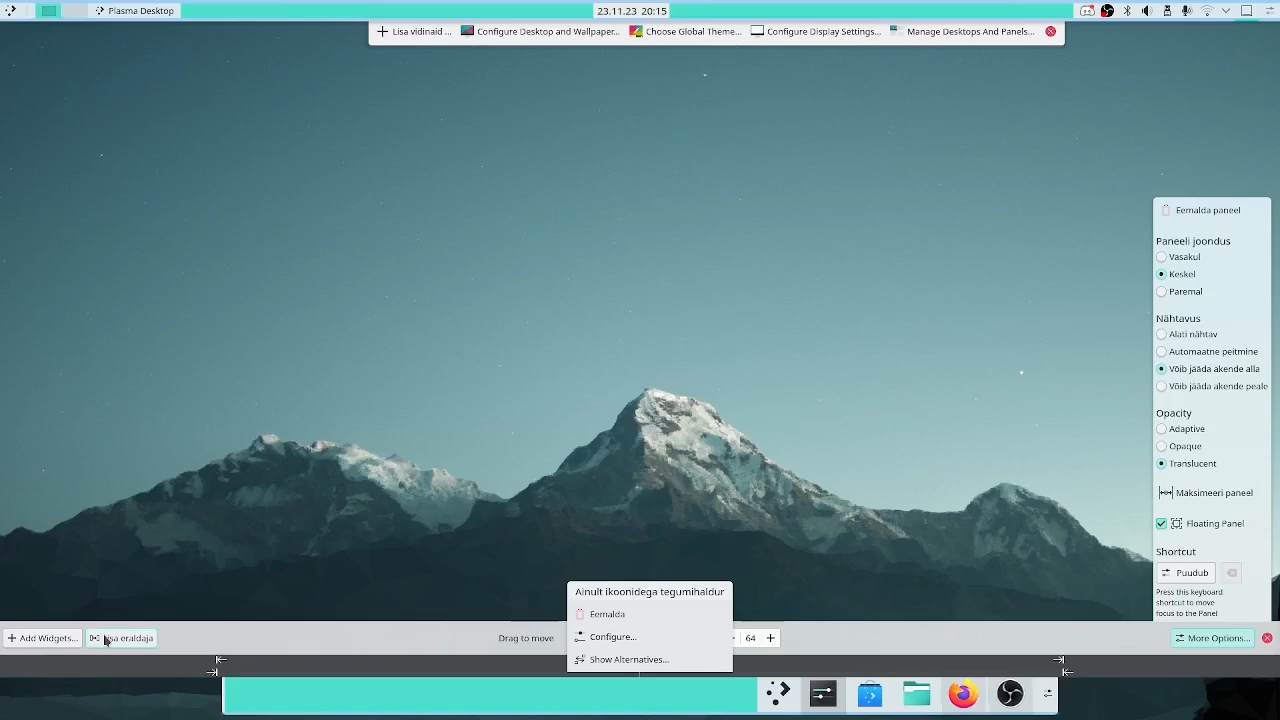 Plasma Desktop
23.11.23 20:15
Lisa vidinaid ...
Configure Desktop and Wallpaper...
Choose Global Theme...
Configure Display Settings...
Manage Desktops And Panels...
Eemalda paneel
Paneeli joondus
Vasakul
Keskel
Paremal
Nähtavus
Alati nähtav
Automaatne peitmine
Võib jääda akende alla
Võib jääda akende peale
Opacity
Adaptive
Opaque
Translucent
Maksimeeri paneel
Floating Panel
Shortcut
Puudub
Press this keyboard
shortcut to move
focus to the Panel
Ainult ikoonidega tegumihaldur
Eemalda
Configure...
Show Alternatives...
Add Widgets...
eraldaja
Drag to move
64
More Options...